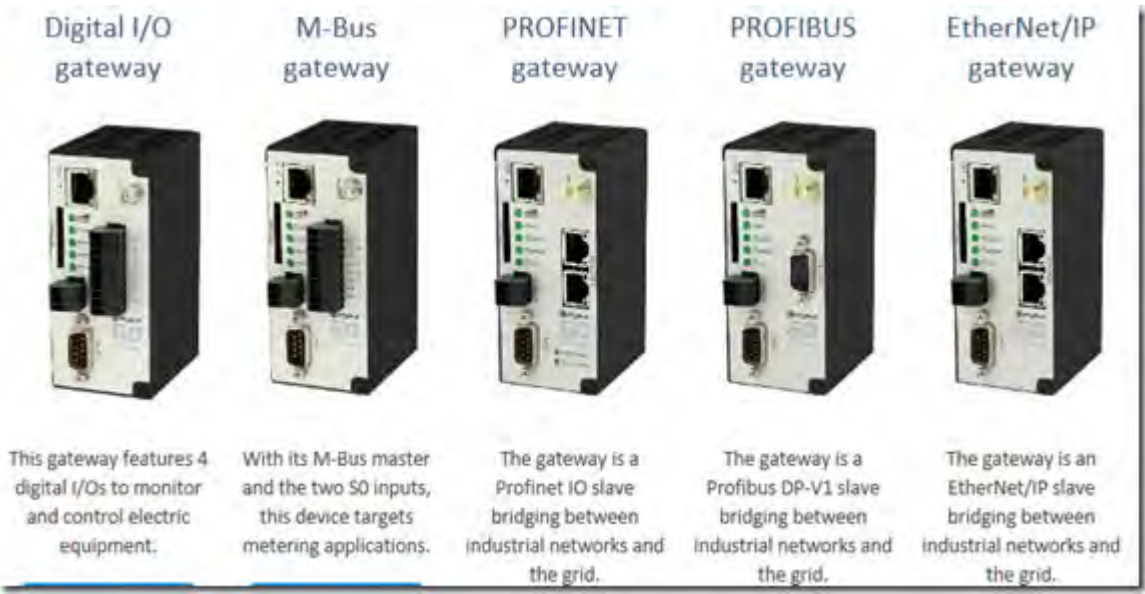 Digital I/O
gateway
M-Bus
gateway
PROFINET
gateway
PROFIBUS
gateway
EtherNet/IP
gateway
This gateway features 4
digital I/Os to monitor
and control electric
equipment.
With its M-Bus master
and the two S0 inputs,
this device targets
metering applications.
The gateway is a
Profinet IO slave
bridging between
industrial networks and
the grid.
The gateway is a
Profibus DP-V1 slave
bridging between
industrial networks and
the grid.
The gateway is an
EtherNet/IP slave
bridging between
industrial networks and
the grid.